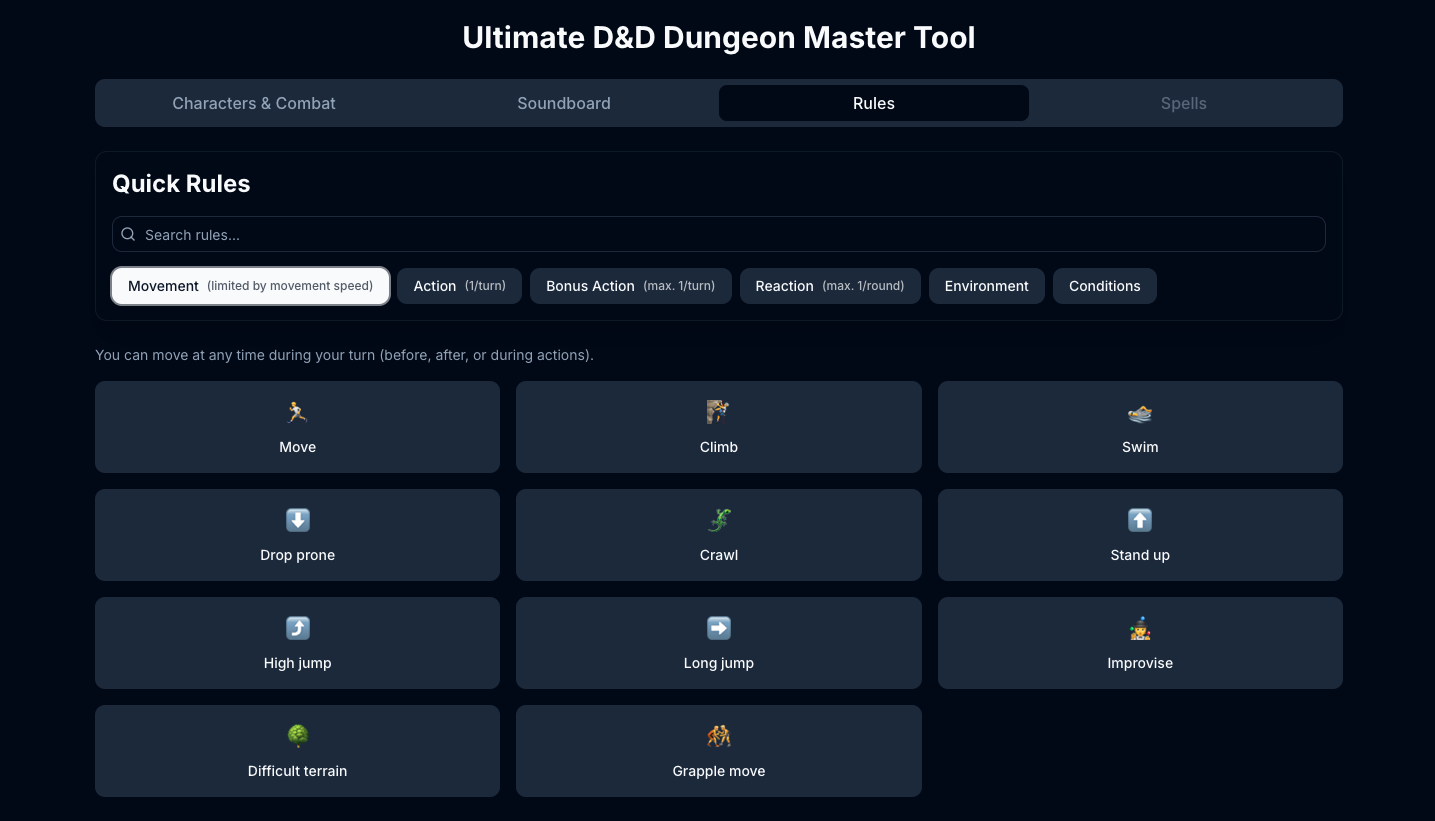 Ultimate D&D Dungeon Master Tool
Characters & Combat Soundboard Rules Spells
Quick Rules
Search rules...
Movement (limited by movement speed) Action (1/turn) Bonus Action (max. 1/turn) Reaction (max. 1/round) Environment Conditions
You can move at any time during your turn (before, after, or during actions).
Move Climb Swim
Drop prone Crawl Stand up
High jump Long jump Improvise
Difficult terrain Grapple move